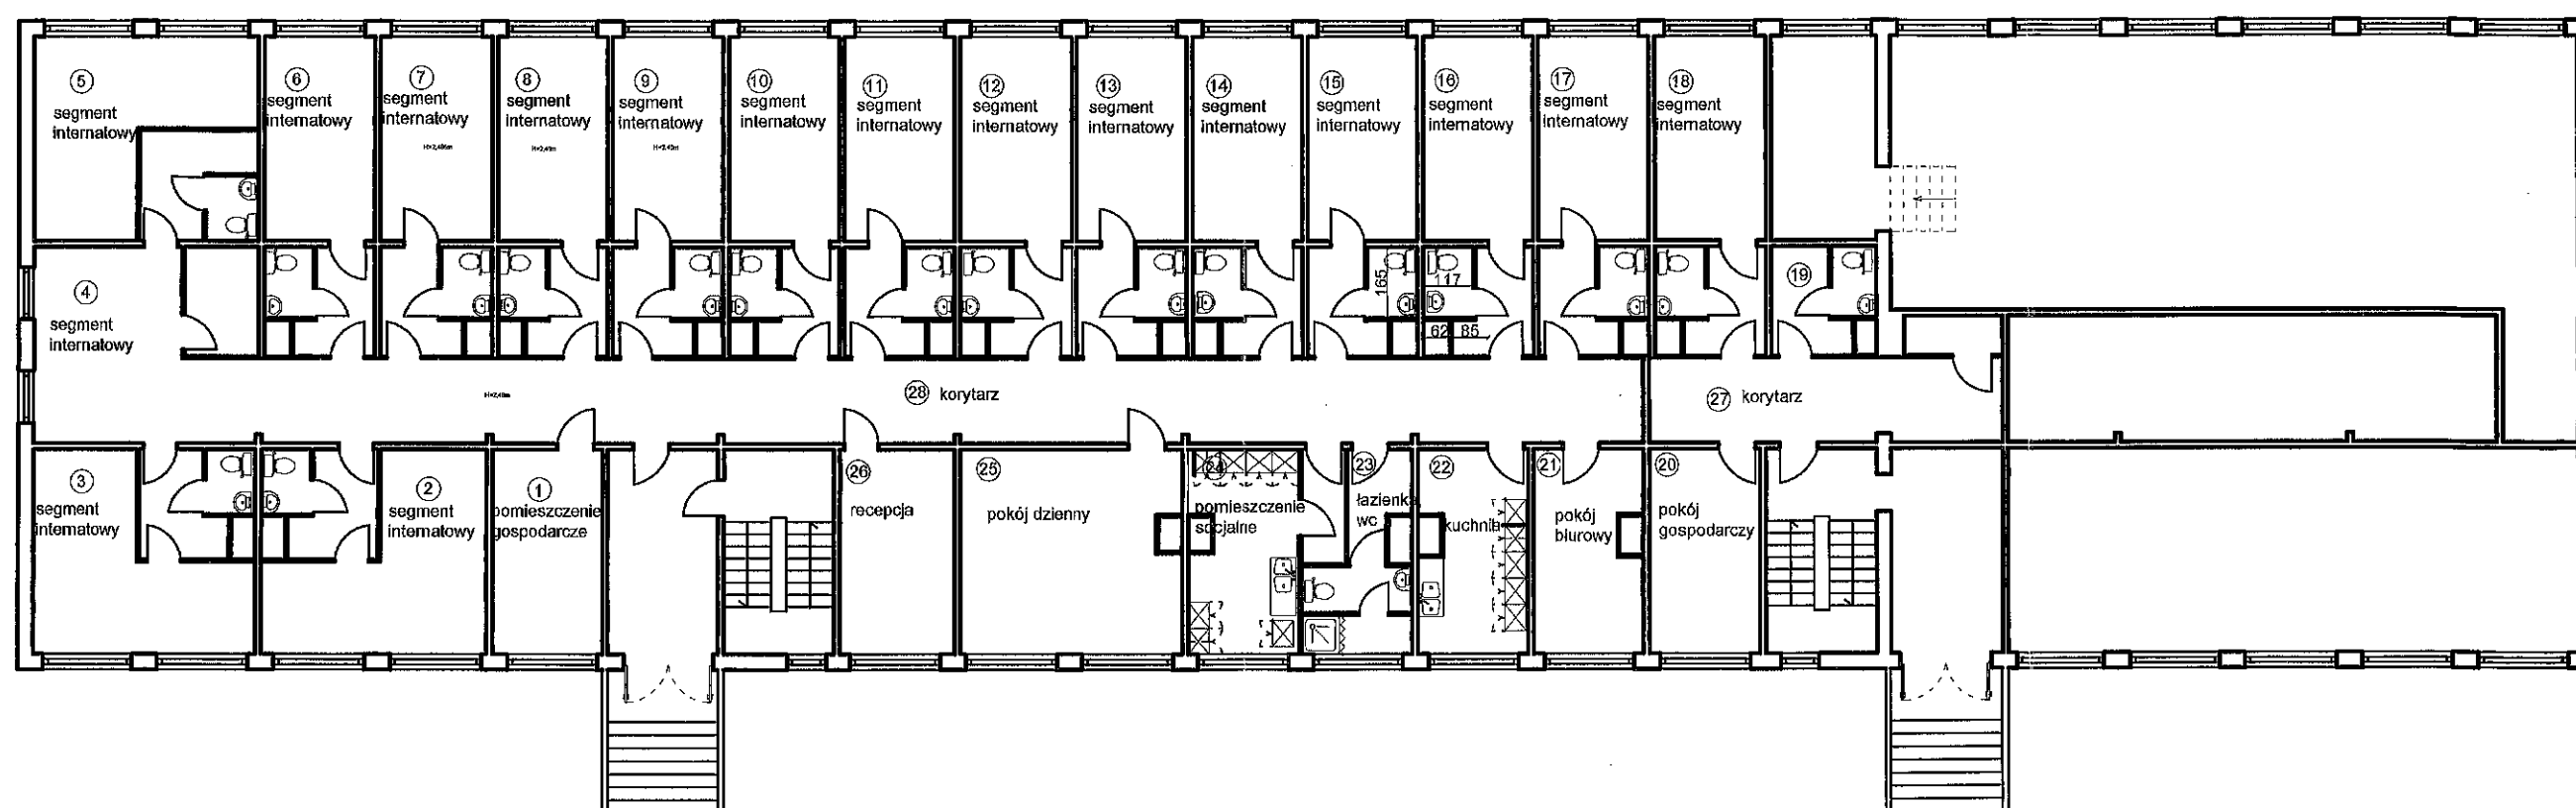 5
segment
internatowy
6
segment
internatowy
7
segment
internatowy
8
segment
internatowy
9
segment
internatowy
10
segment
internatowy
11
segment
internatowy
12
segment
internatowy
13
segment
internatowy
14
segment
internatowy
15
segment
internatowy
16
segment
internatowy
17
segment
internatowy
18
segment
internatowy
4
segment
internatowy
165
117
62 85
19
28 korytarz
27 korytarz
3
segment
internatowy
2
segment
internatowy
1
pomieszczenie
gospodarcze
26
recepcja
25
pokój dzienny
24
pomieszczenie
socjalne
23
łazienka
wc
22
kuchnia
21
pokój
biurowy
20
pokój
gospodarczy